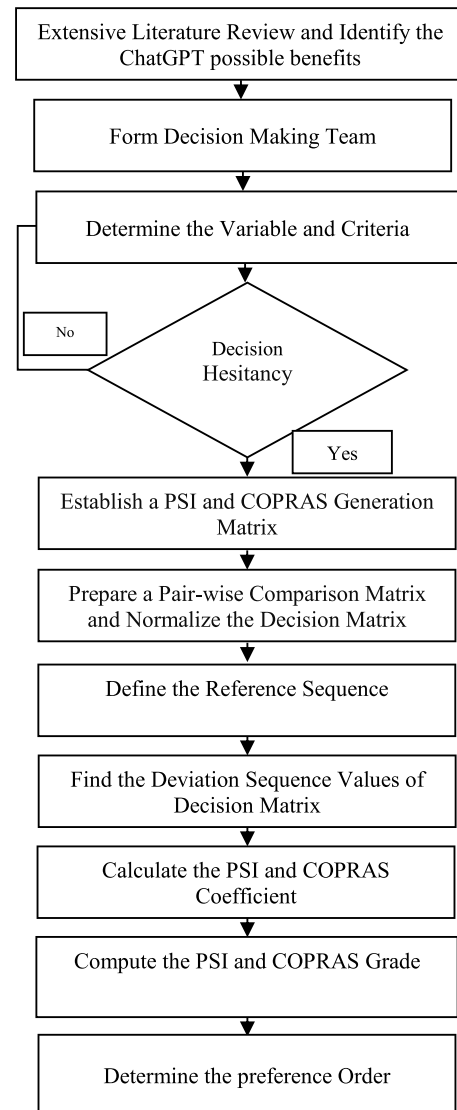 Extensive Literature Review and Identify the
ChatGPT possible benefits
Form Decision Making Team
Determine the Variable and Criteria
No
Decision
Hesitancy
Yes
Establish a PSI and COPRAS Generation
Matrix
Prepare a Pair-wise Comparison Matrix
and Normalize the Decision Matrix
Define the Reference Sequence
Find the Deviation Sequence Values of
Decision Matrix
Calculate the PSI and COPRAS
Coefficient
Compute the PSI and COPRAS Grade
Determine the preference Order